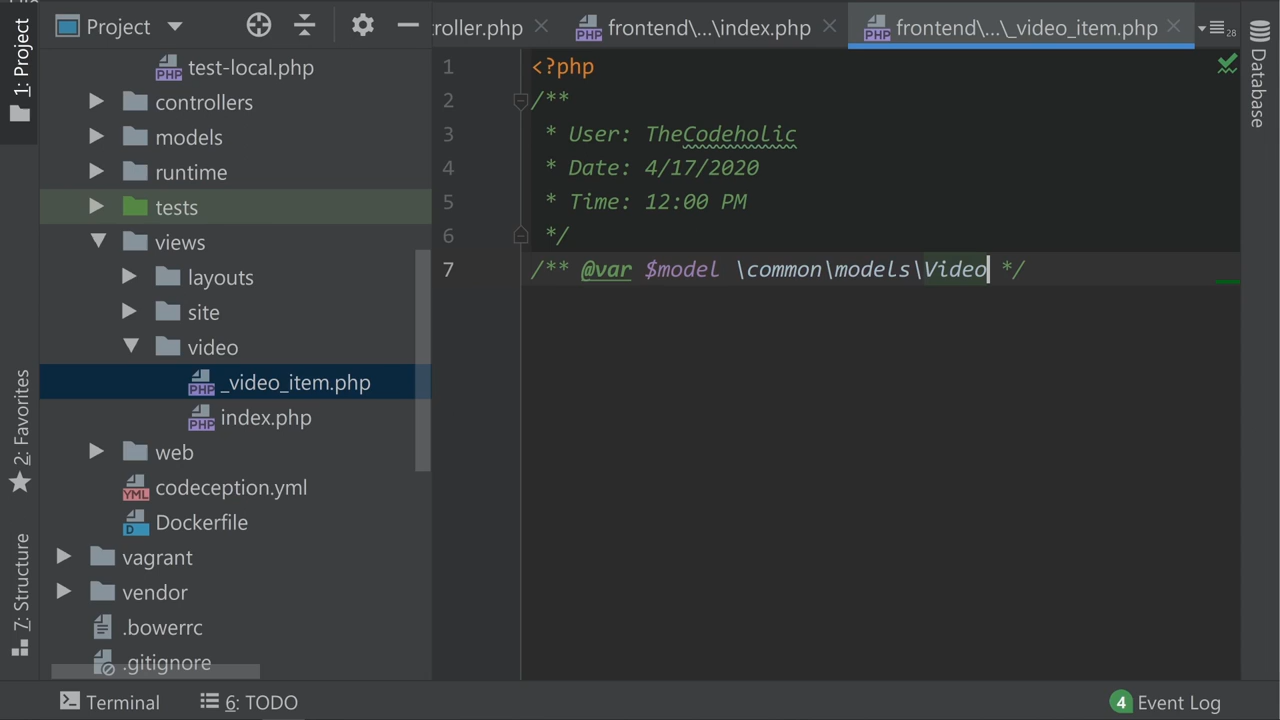 Project
troller.php
frontend\...\index.php
frontend\...\_video_item.php
28
1: Project
2: Favorites
7: Structure
test-local.php
controllers
models
runtime
tests
views
layouts
site
video
_video_item.php
index.php
web
codeception.yml
Dockerfile
vagrant
vendor
.bowerrc
.gitignore
1 <?php
2 /**
3 * User: TheCodeholic
4 * Date: 4/17/2020
5 * Time: 12:00 PM
6 */
7 /** @var $model \common\models\Video */
Database
Terminal
6: TODO
4 Event Log